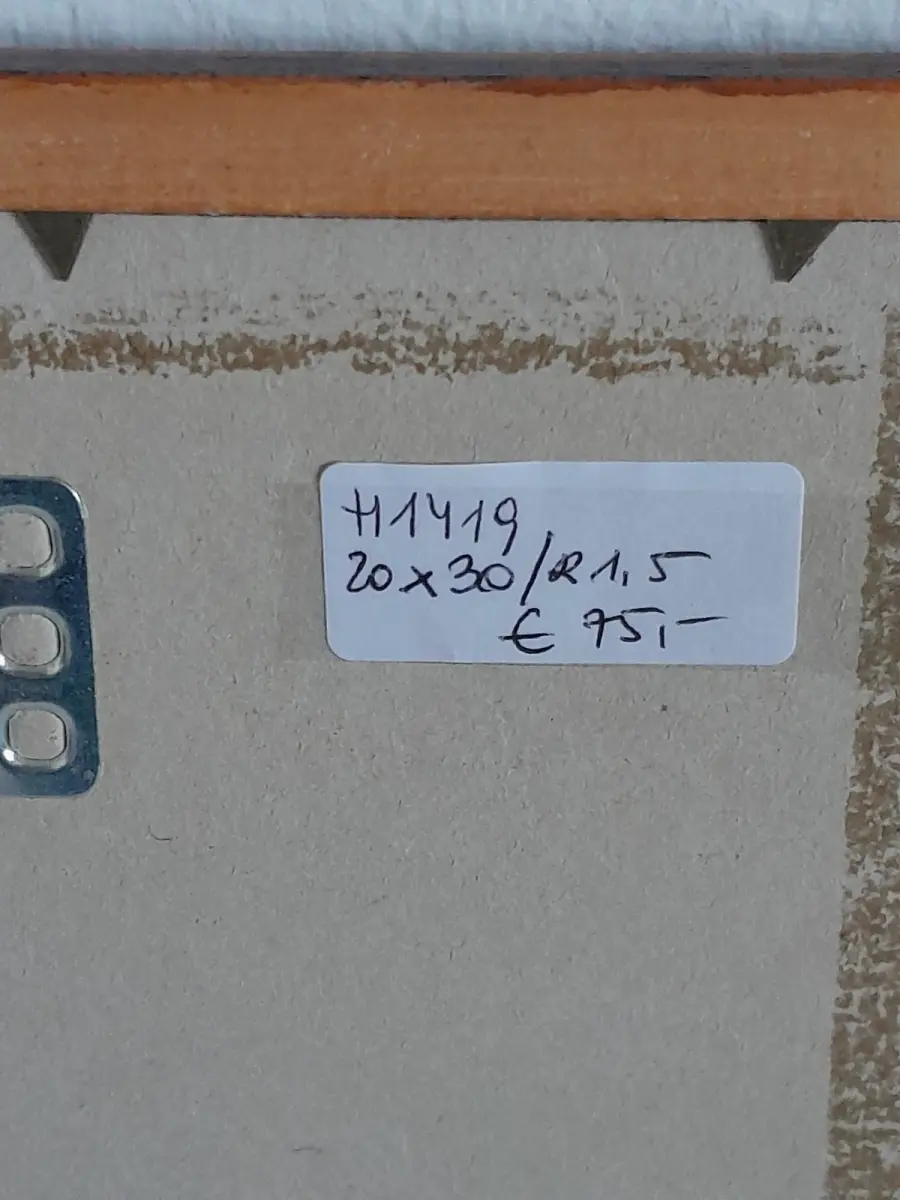 H1419
20x30/R1,5
€ 75,-